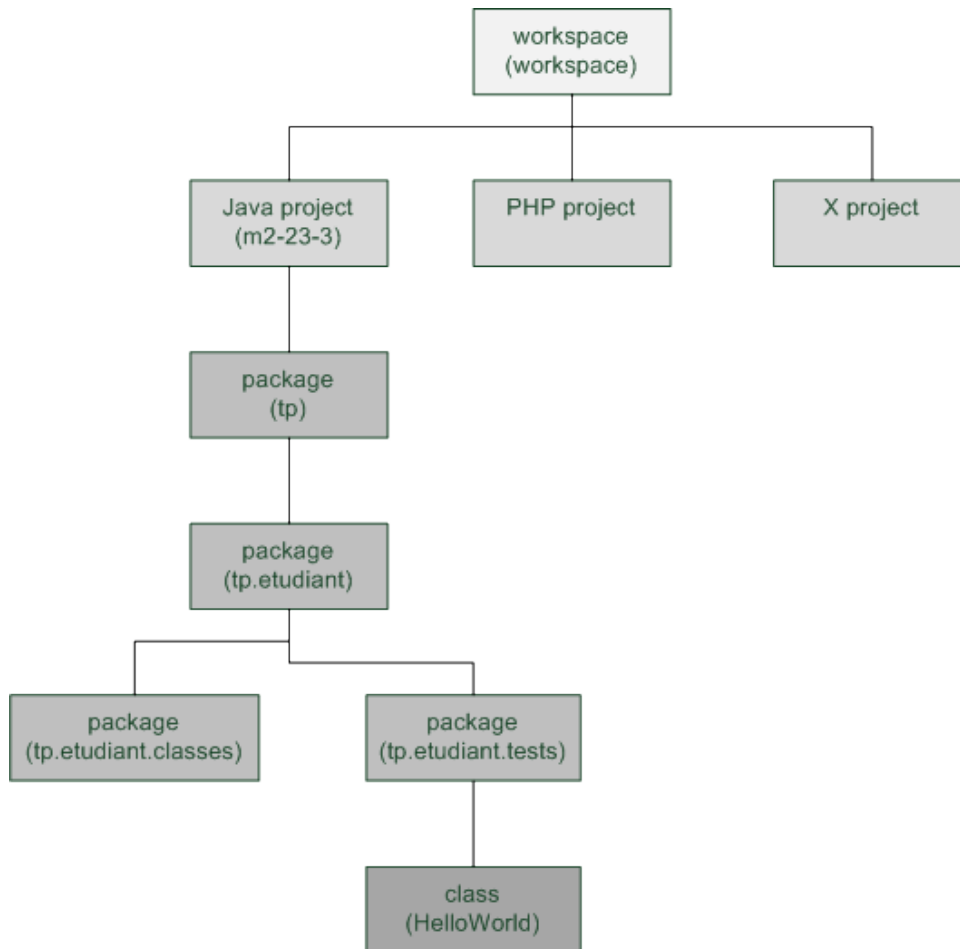 workspace
(workspace)
Java project
(m2-23-3)
PHP project
X project
package
(tp)
package
(tp.etudiant)
package
(tp.etudiant.classes)
package
(tp.etudiant.tests)
class
(HelloWorld)